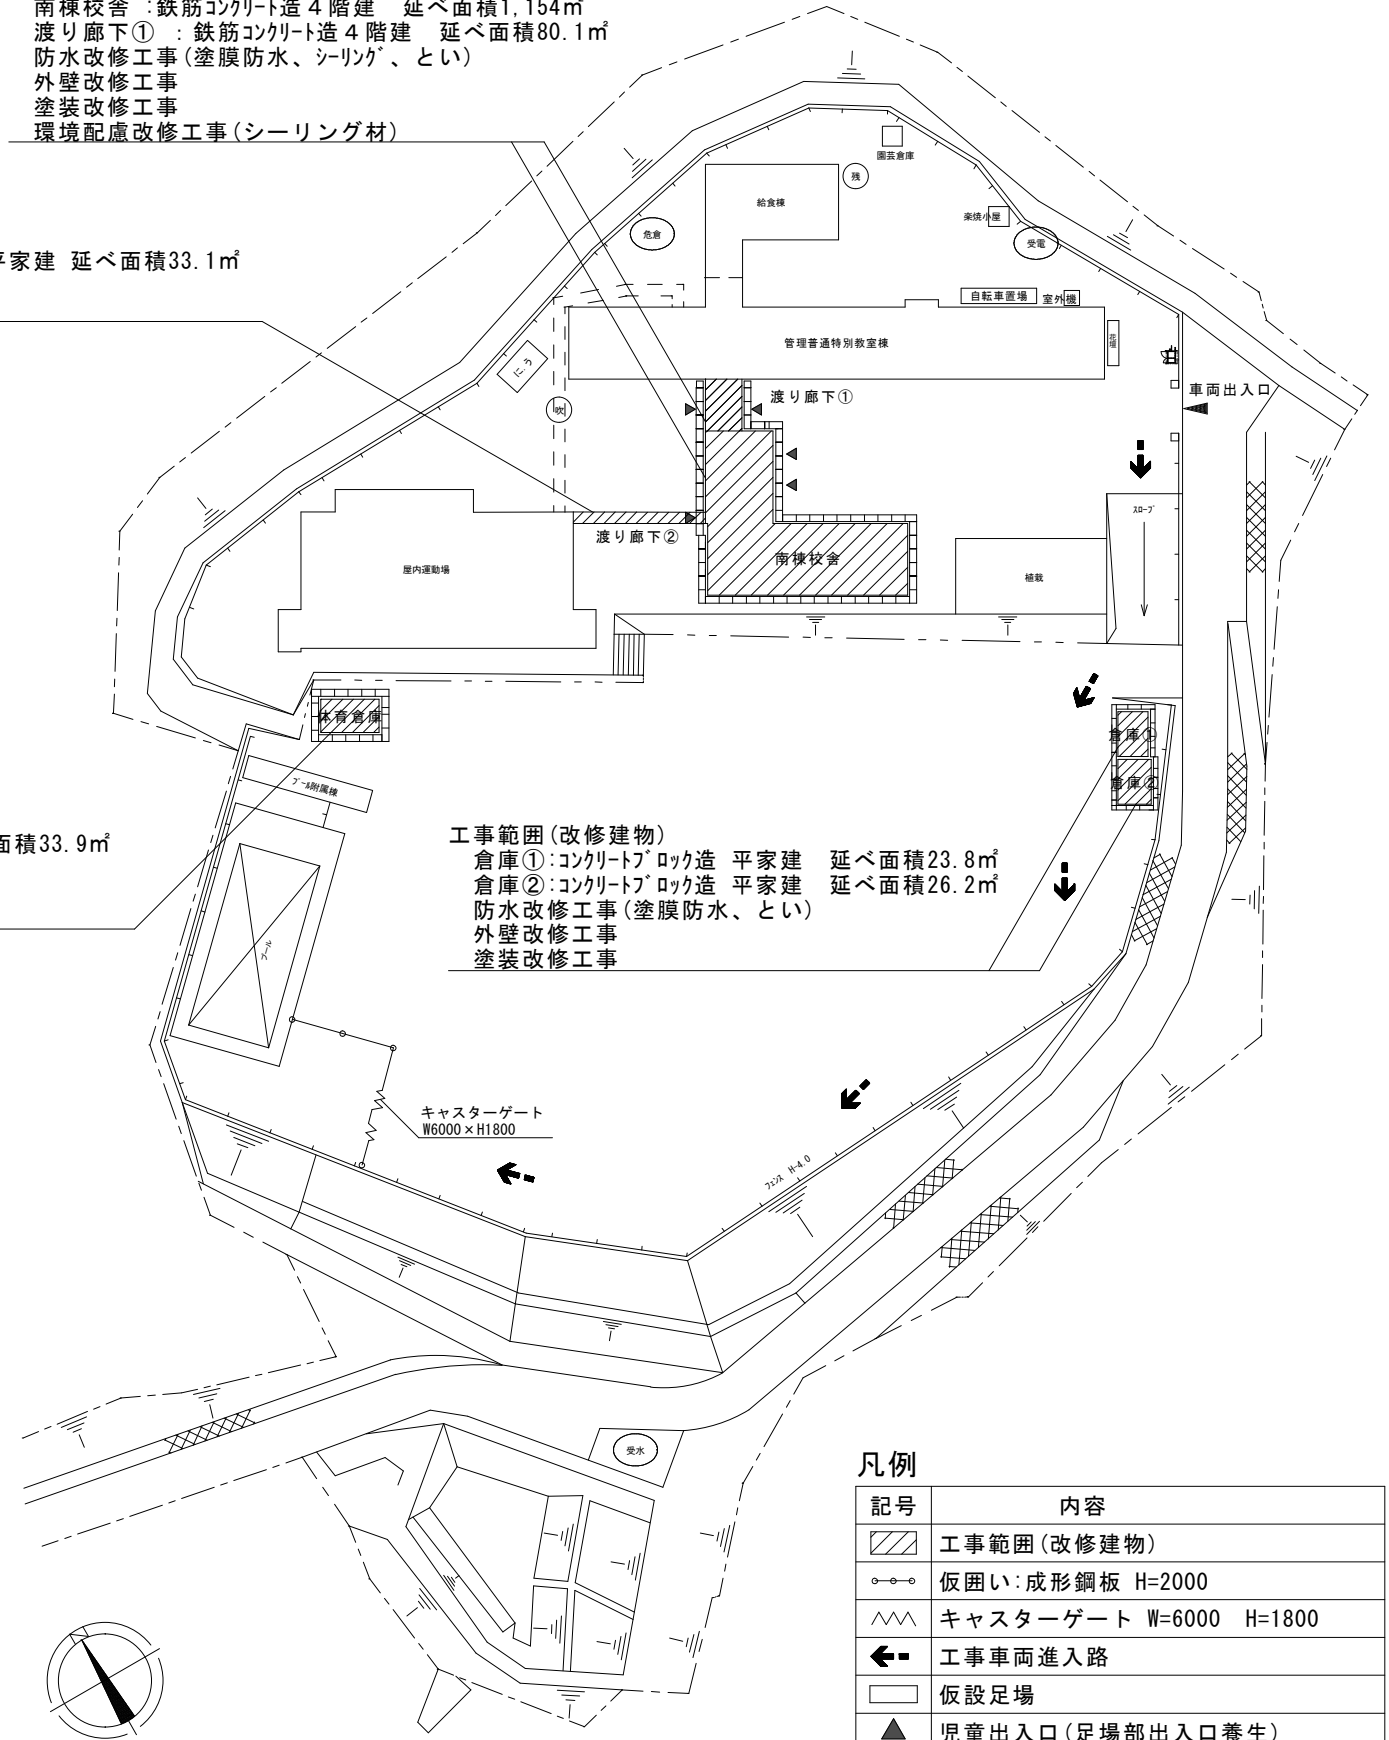 南棟校舎 :鉄筋コンクリート造４階建　延べ面積1,154㎡
渡り廊下① :鉄筋コンクリート造４階建　延べ面積80.1㎡
防水改修工事(塗膜防水、シーリング、とい)
外壁改修工事
塗装改修工事
環境配慮改修工事(シーリング材)
園芸倉庫
残
給食棟
楽焼小屋
危倉
受電
平家建 延べ面積33.1㎡
自転車置場
室外機
管理普通特別教室棟
花壇
車両出入口
渡り廊下①
吹
スロープ
渡り廊下②
南棟校舎
屋内運動場
植栽
体育倉庫
倉庫①
倉庫②
プール附属棟
面積33.9㎡
プール
工事範囲(改修建物)
倉庫①:コンクリートブロック造 平家建　延べ面積23.8㎡
倉庫②:コンクリートブロック造 平家建　延べ面積26.2㎡
防水改修工事(塗膜防水、とい)
外壁改修工事
塗装改修工事
キャスターゲート
W6000×H1800
フェンス H-4.0
受水
凡例
記号 内容
工事範囲(改修建物)
仮囲い:成形鋼板 H=2000
キャスターゲート W=6000　H=1800
工事車両進入路
仮設足場
児童出入口(足場部出入口養生)
N